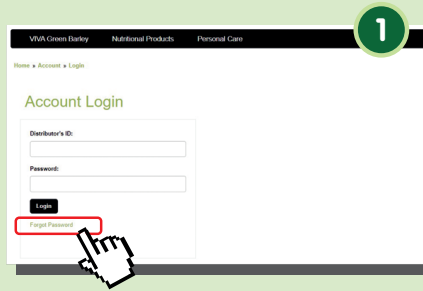 1
VIVA Green Barley Nutritional Products Personal Care
Home » Account » Login
Account Login
Distributor's ID:
Password:
Login
Forgot Password